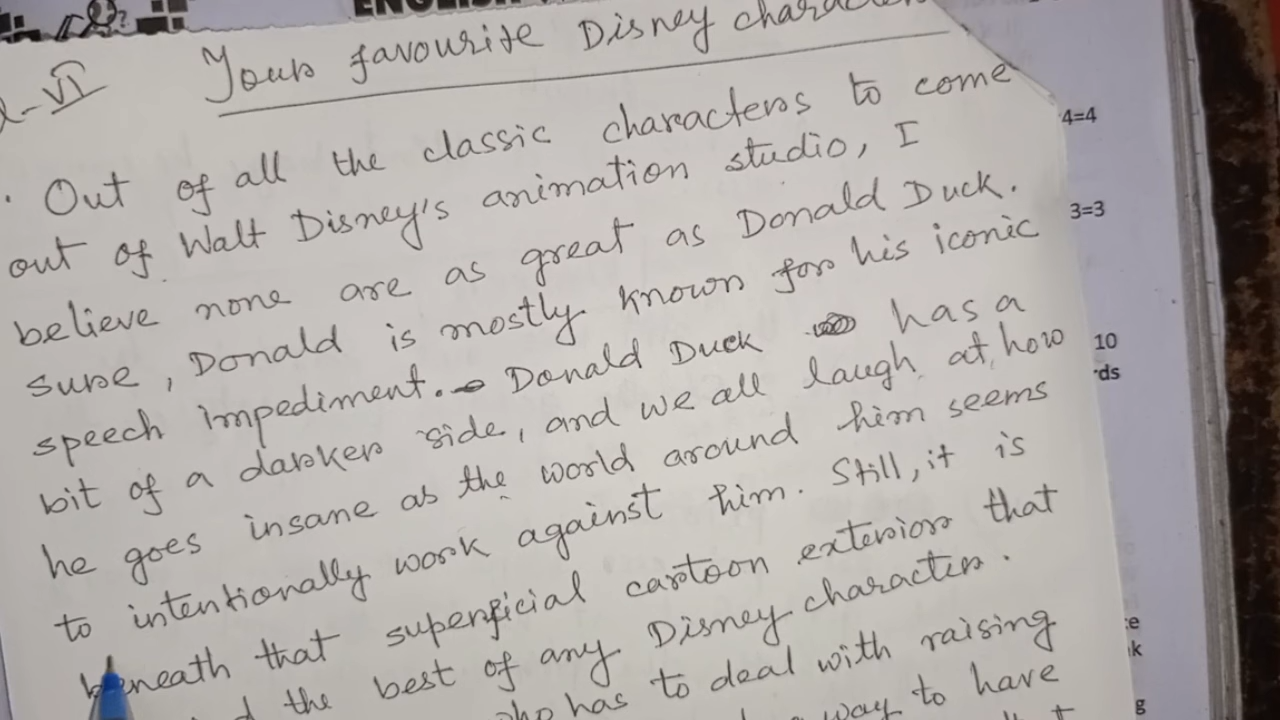 ENGLISH
VI
Your favourite Disney character
Out of all the classic characters to come
out of Walt Disney's animation studio, I
believe none are as great as Donald Duck.
sure, Donald is mostly known for his iconic
speech impediment. Donald Duck has a
bit of a darker side, and we all laugh at how
he goes insane as the world around him seems
to intentionally work against him. Still, it is
beneath that superficial cartoon exterior that
the best of any Disney character.
who has to deal with raising
way to have
4=4
3=3
10
rds
e
k
g